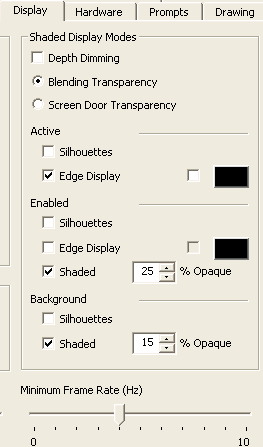 Display Hardware Prompts Drawing
Shaded Display Modes
Depth Dimming
Blending Transparency
Screen Door Transparency
Active
Silhouettes
Edge Display
Enabled
Silhouettes
Edge Display
Shaded 25 % Opaque
Background
Silhouettes
Shaded 15 % Opaque
Minimum Frame Rate (Hz)
0 10